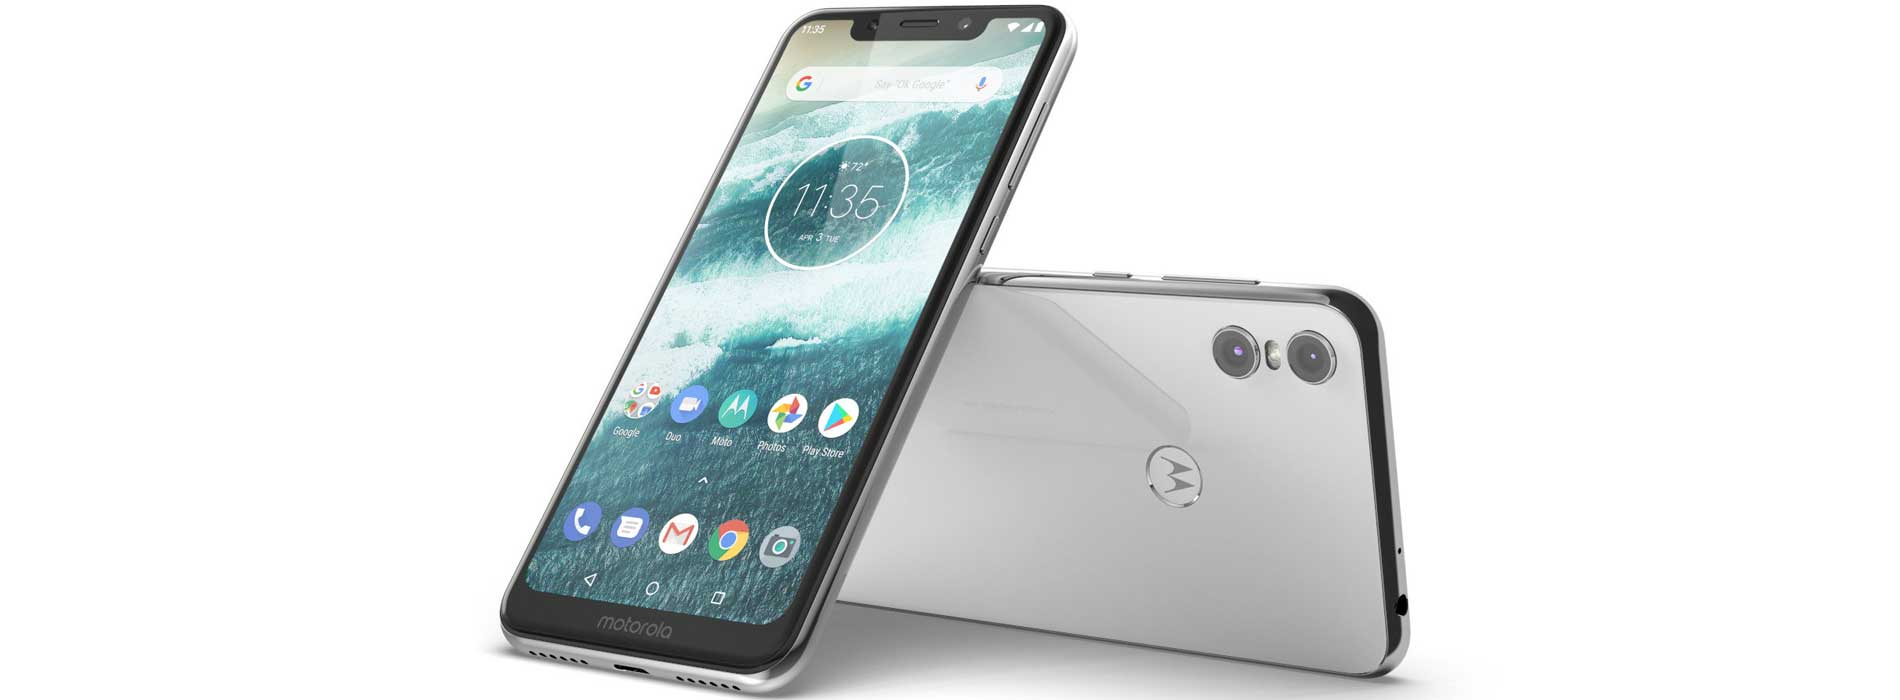 11:35
Say "Ok Google"
72°
11:35
APR 3 TUE
Google Duo Moto Photos Play Store
motorola